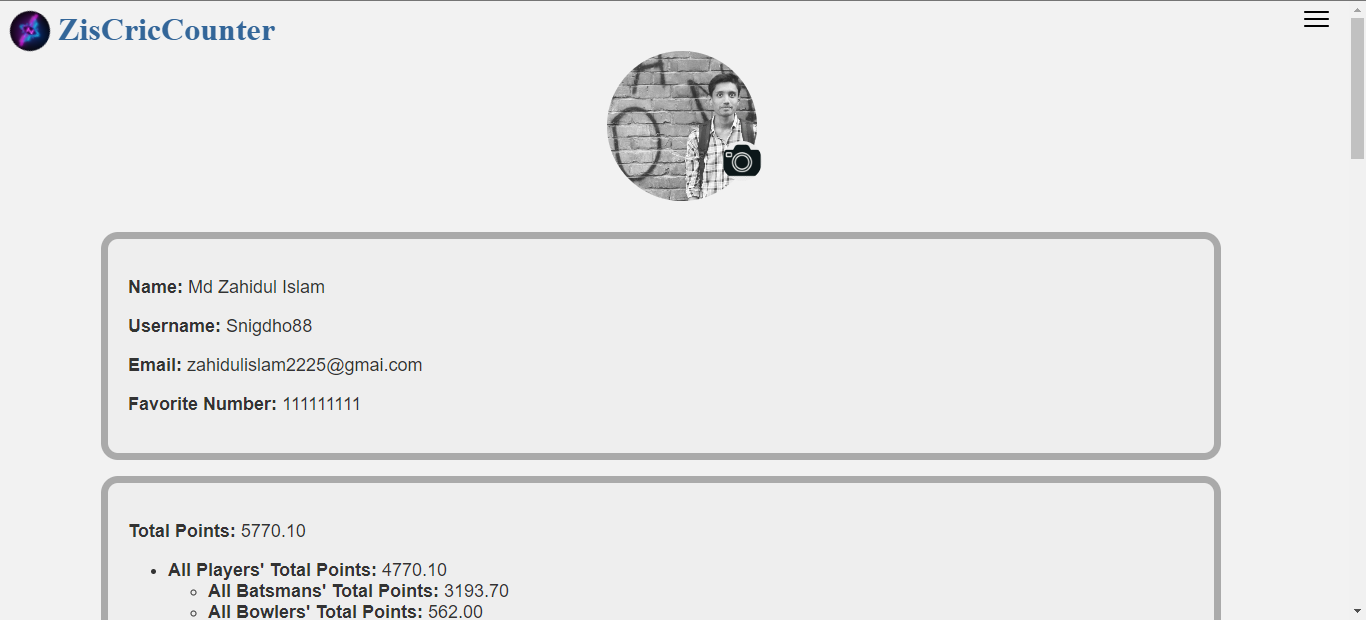 ZisCricCounter
Name: Md Zahidul Islam
Username: Snigdho88
Email: zahidulislam2225@gmai.com
Favorite Number: 111111111
Total Points: 5770.10
All Players' Total Points: 4770.10
All Batsmans' Total Points: 3193.70
All Bowlers' Total Points: 562.00